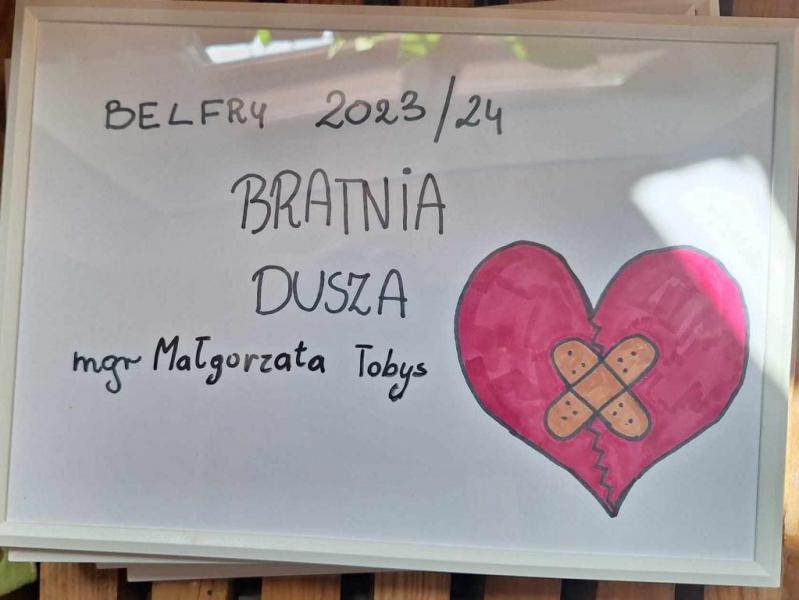 BELFRY 2023/24
BRATNIA
DUSZA
mgr Małgorzata Tobys